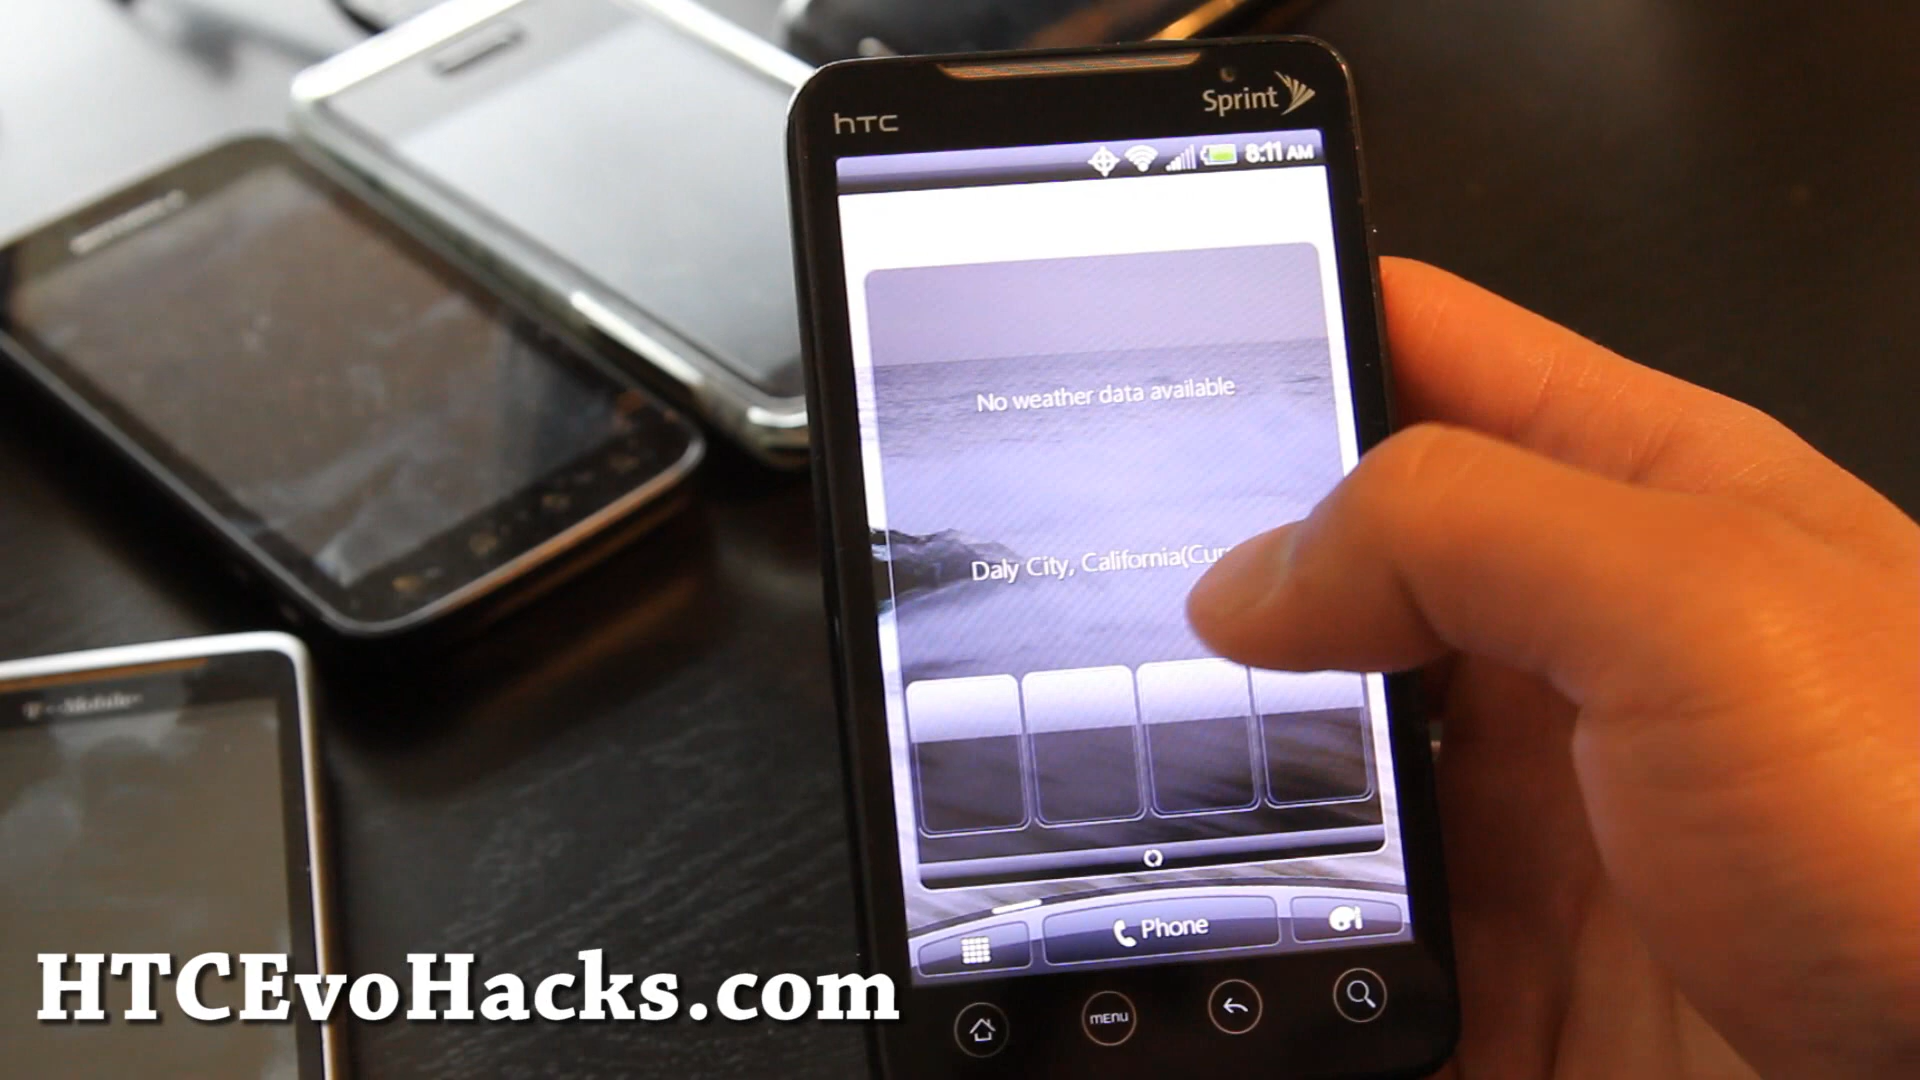 hTC
Sprint
8:11 AM
No weather data available
Daly City, California(Cur
Phone
MENU
T-Mobile
HTCEvoHacks.com